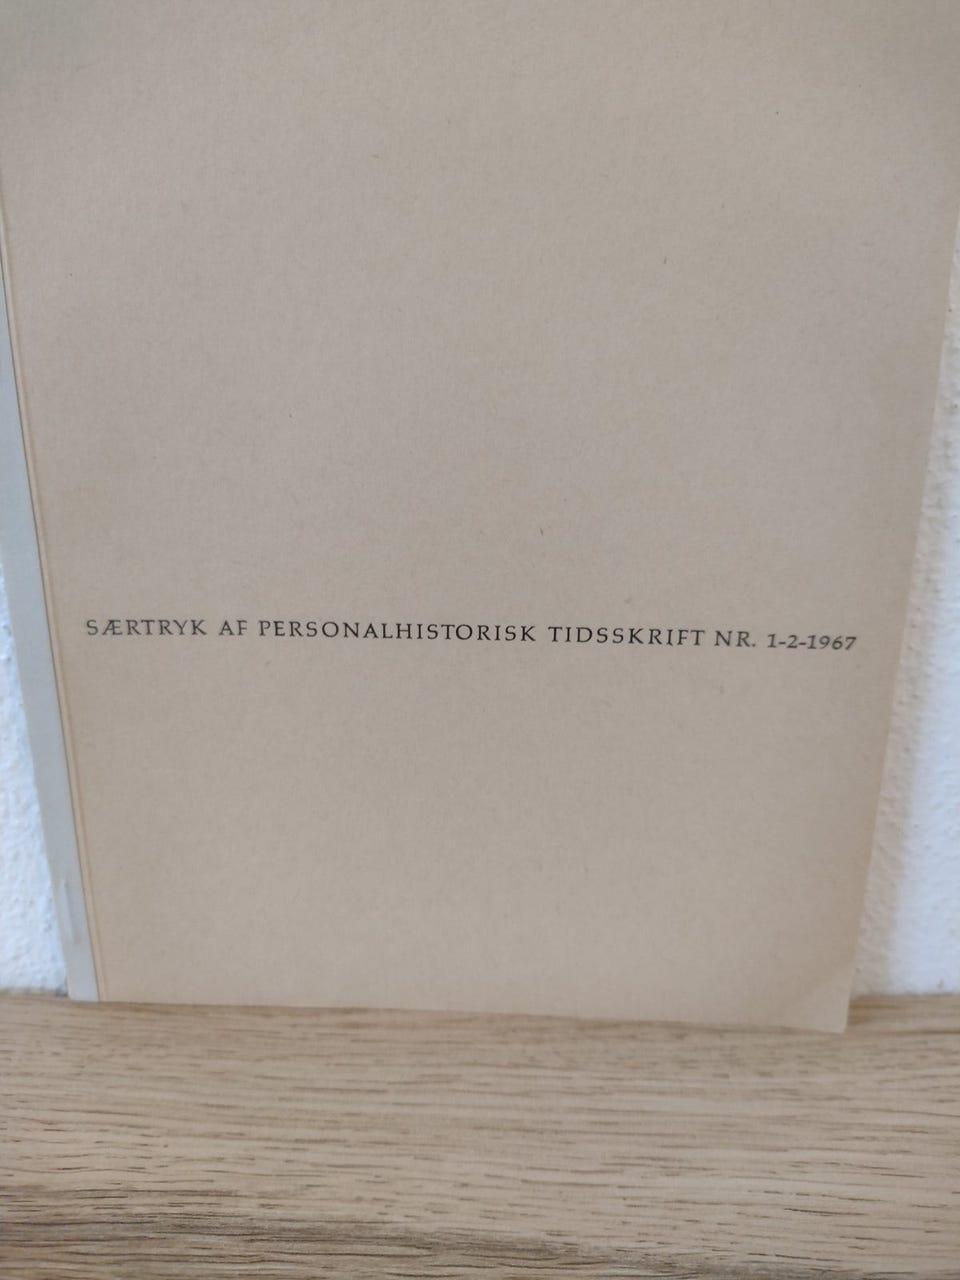 SÆRTRYK AF PERSONALHISTORISK TIDSSKRIFT NR. 1-2-1967